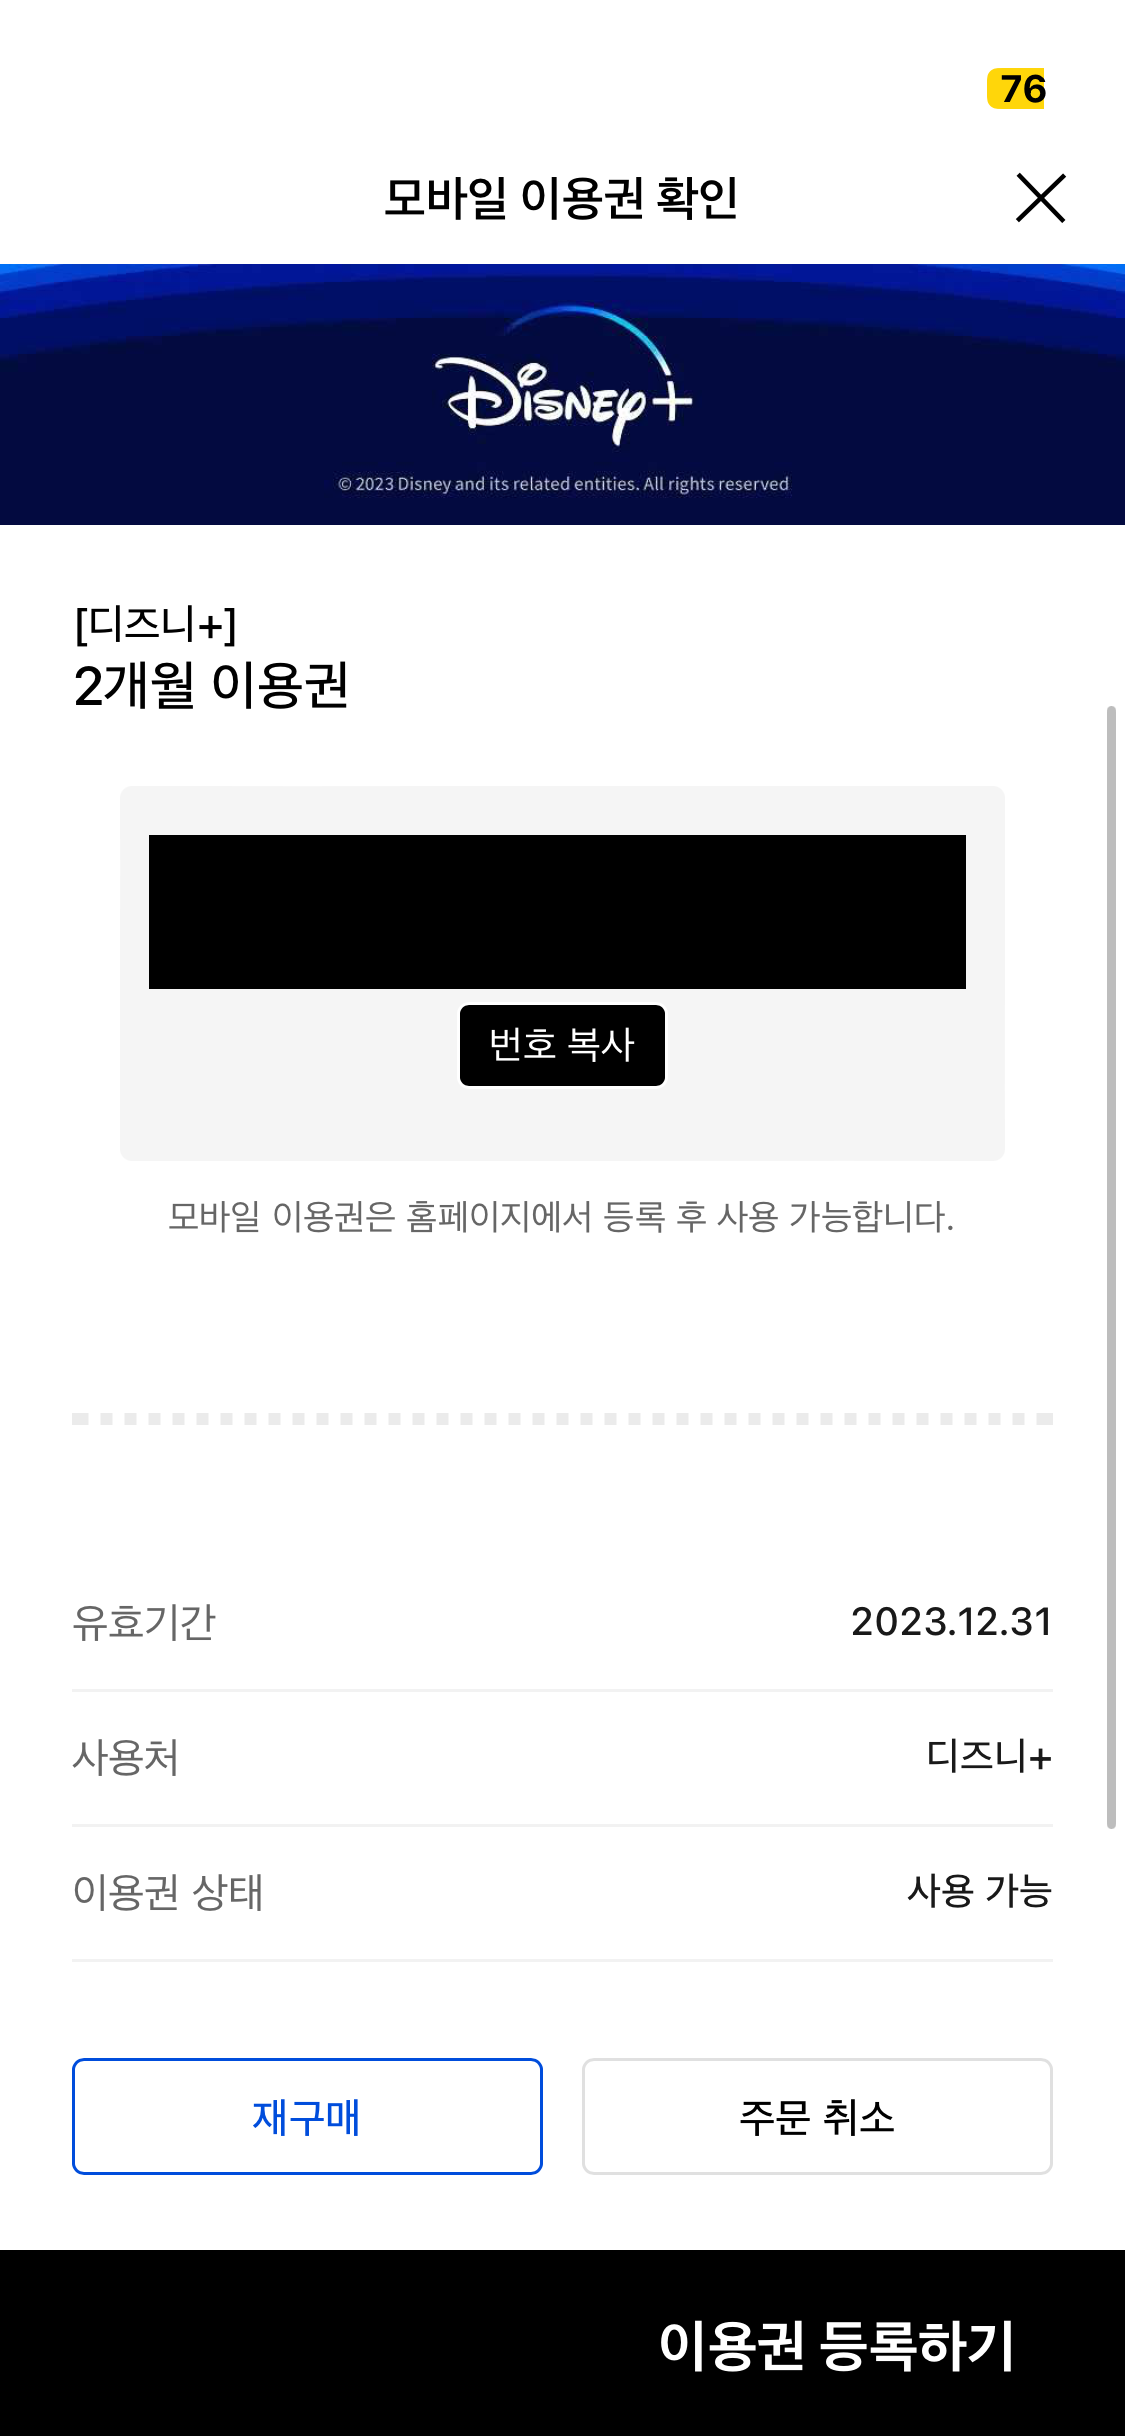 76
모바일 이용권 확인
Disney+
© 2023 Disney and its related entities. All rights reserved
[디즈니+]
2개월 이용권
번호 복사
모바일 이용권은 홈페이지에서 등록 후 사용 가능합니다.
유효기간 2023.12.31
사용처 디즈니+
이용권 상태 사용 가능
재구매 주문 취소
이용권 등록하기